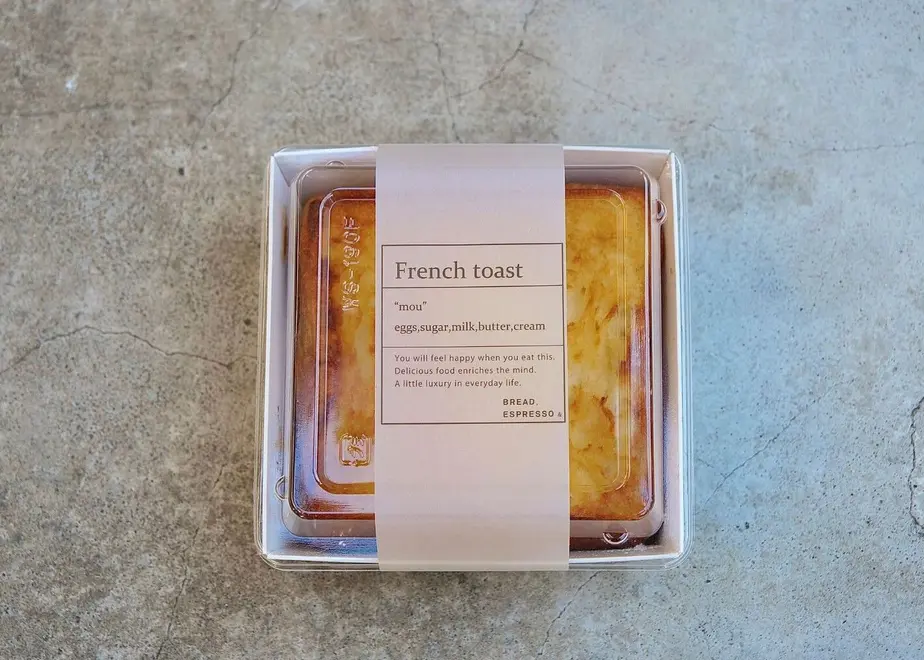 French toast
“mou”
eggs,sugar,milk,butter,cream
You will feel happy when you eat this.
Delicious food enriches the mind.
A little luxury in everyday life.
BREAD,
ESPRESSO &